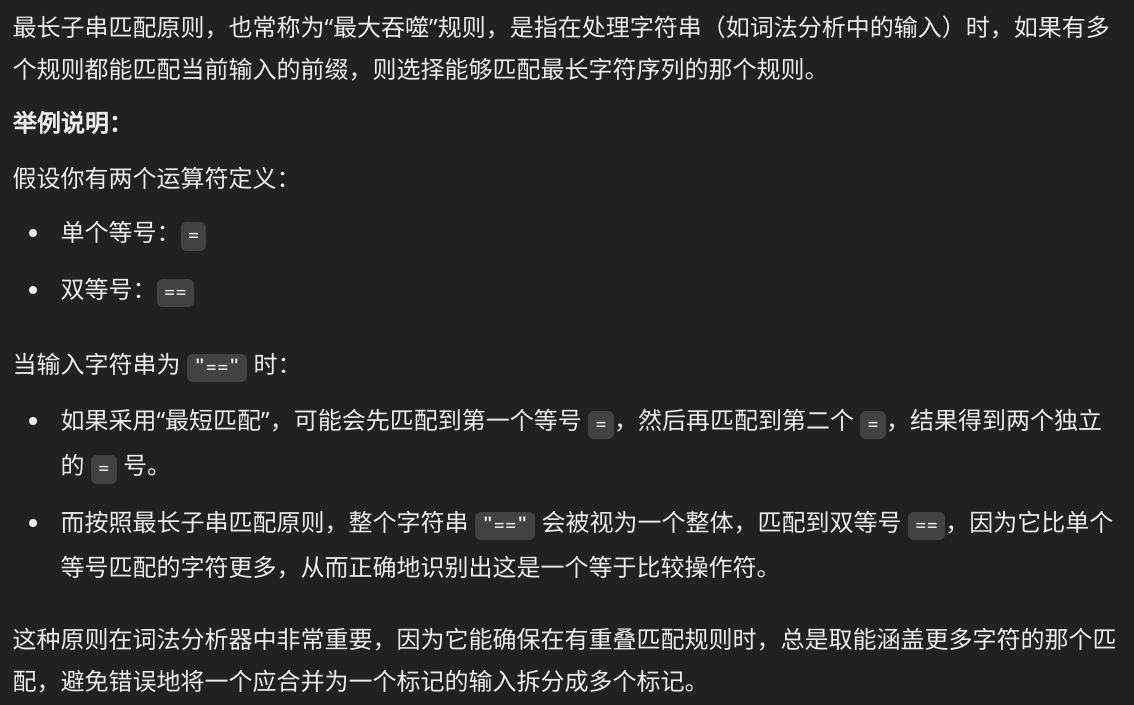 最长子串匹配原则，也常称为“最大吞噬”规则，是指在处理字符串（如词法分析中的输入）时，如果有多
个规则都能匹配当前输入的前缀，则选择能够匹配最长字符序列的那个规则。
举例说明：
假设你有两个运算符定义：
• 单个等号： =
• 双等号： ==
当输入字符串为 "==" 时：
• 如果采用“最短匹配”，可能会先匹配到第一个等号 = ，然后再匹配到第二个 = ，结果得到两个独立
的 = 号。
• 而按照最长子串匹配原则，整个字符串 "==" 会被视为一个整体，匹配到双等号 == ，因为它比单个
等号匹配的字符更多，从而正确地识别出这是一个等于比较操作符。
这种原则在词法分析器中非常重要，因为它能确保在有重叠匹配规则时，总是取能涵盖更多字符的那个匹
配，避免错误地将一个应合并为一个标记的输入拆分成多个标记。